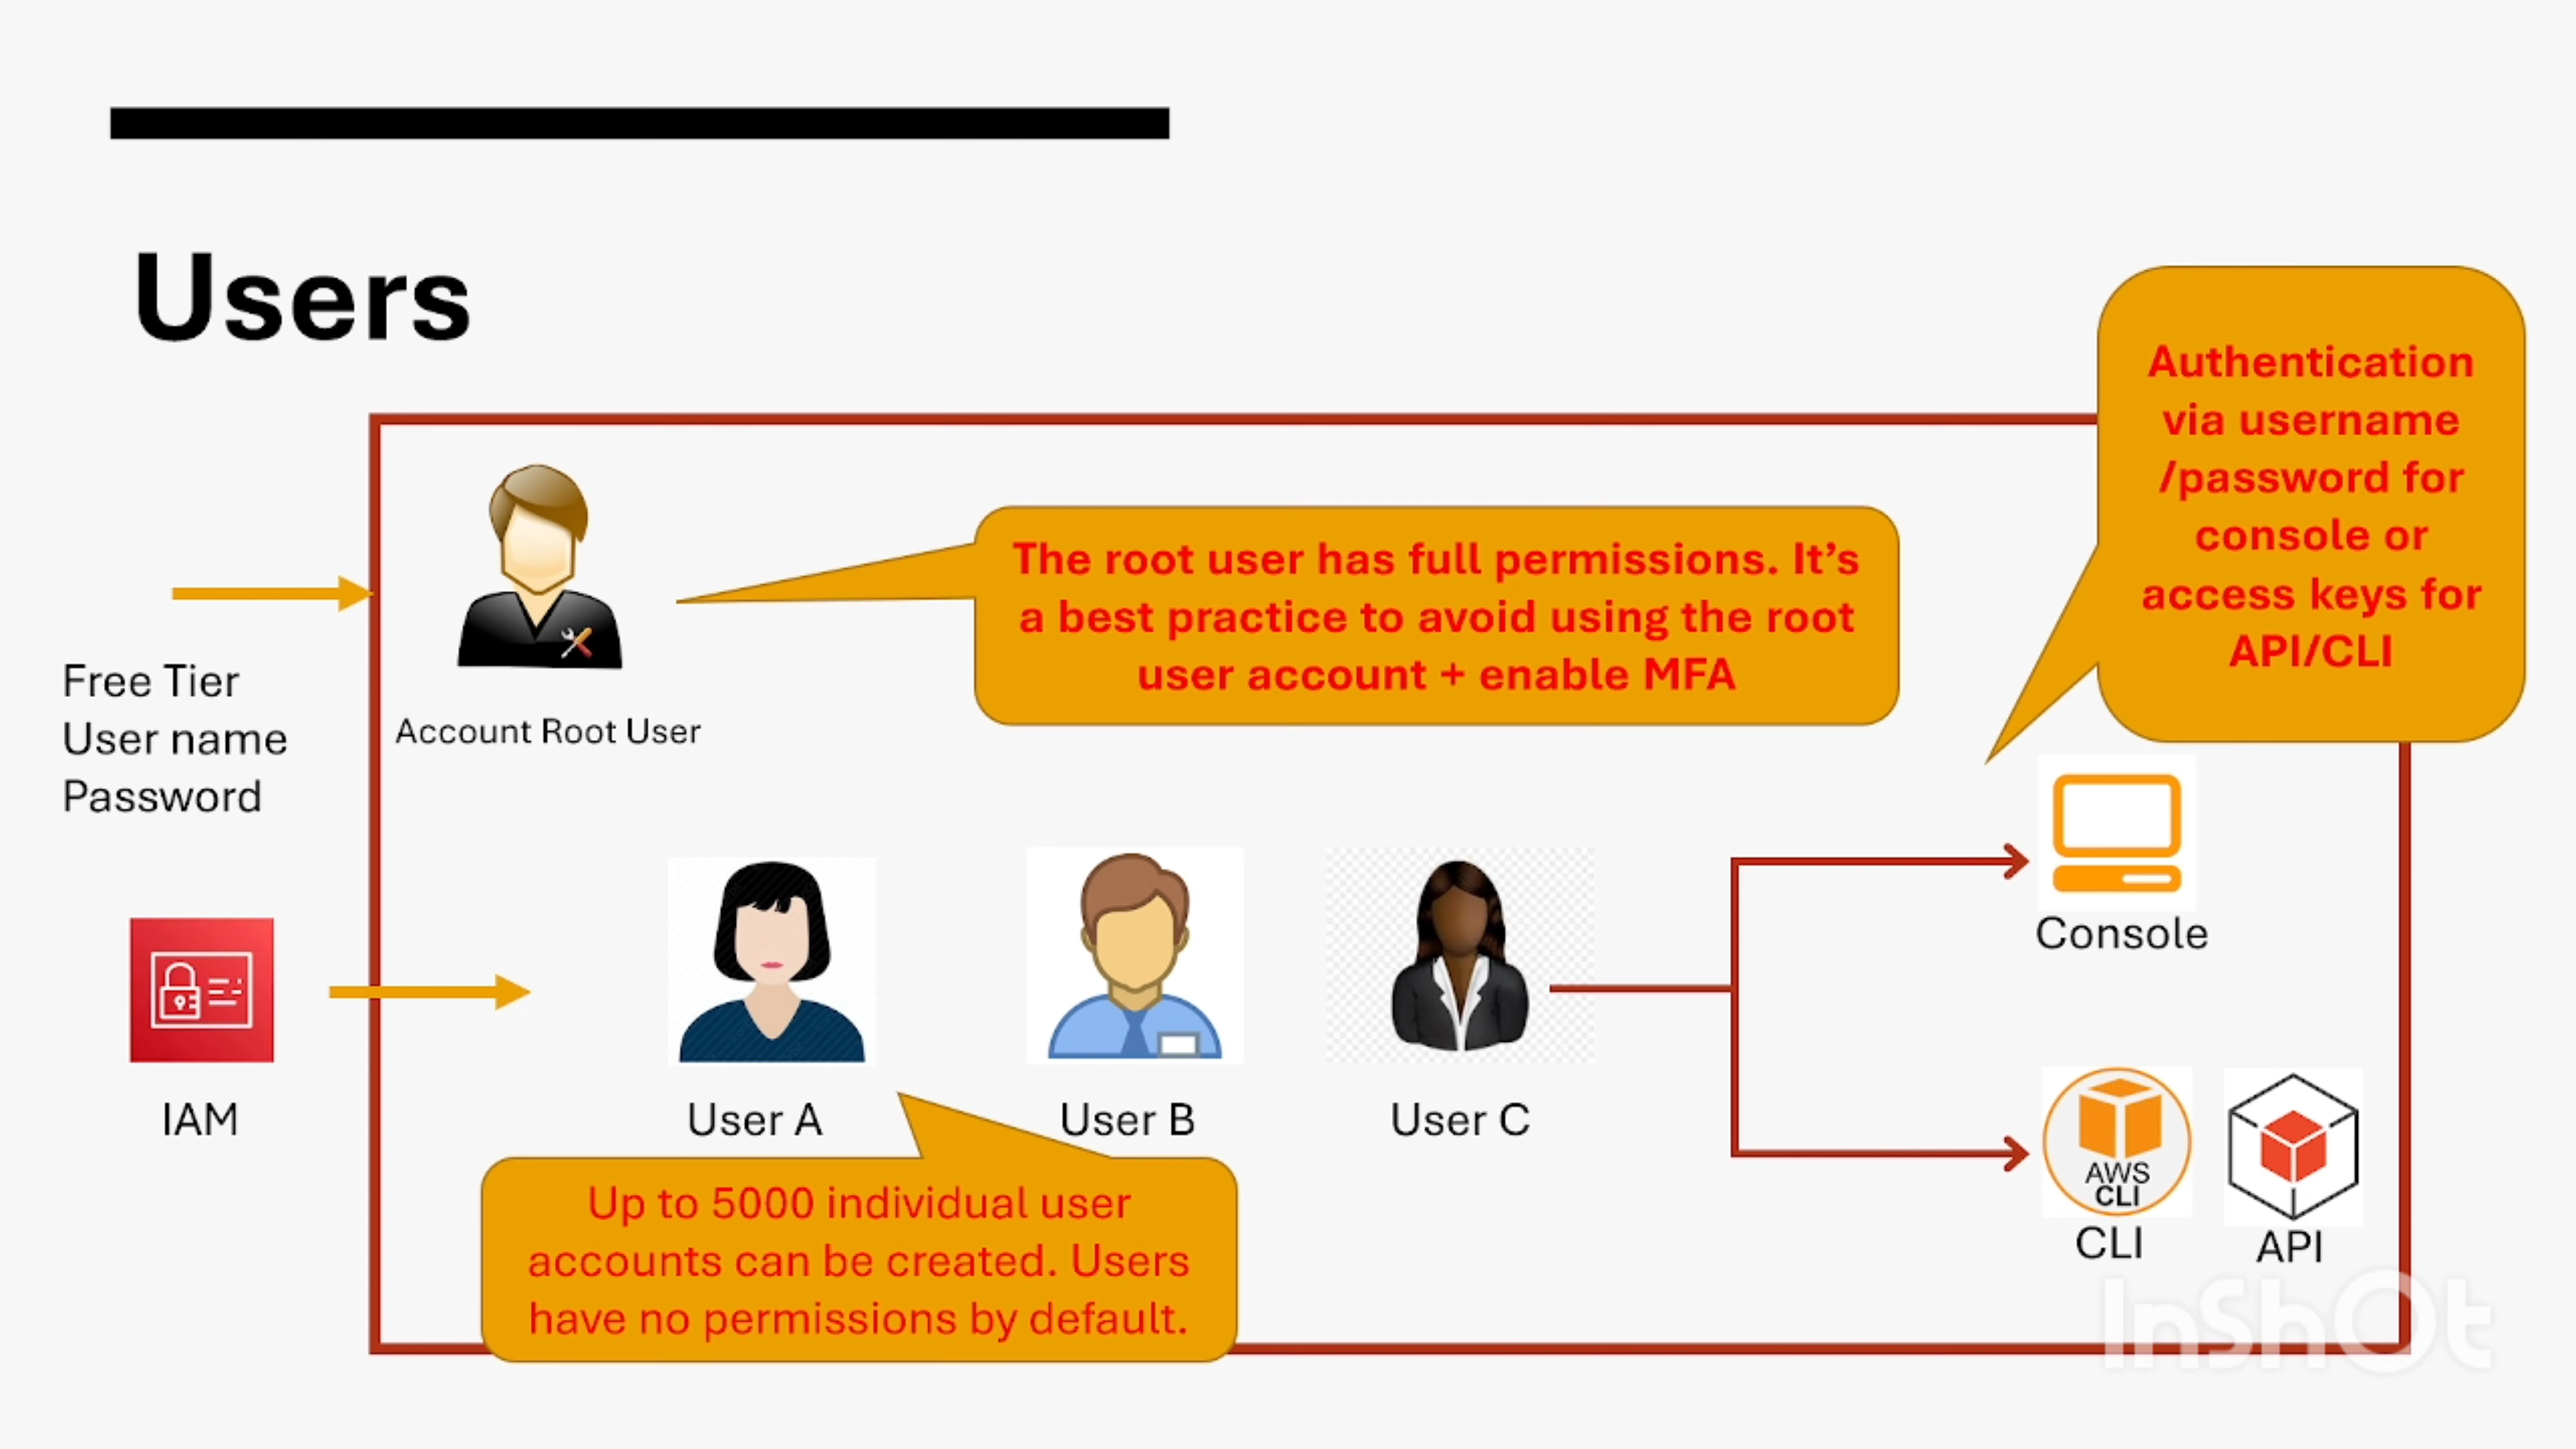 Users
Authentication
via username
/password for
console or
access keys for
API/CLI
The root user has full permissions. It’s
a best practice to avoid using the root
user account + enable MFA
Free Tier
User name
Password
Account Root User
Console
IAM
User A
User B
User C
AWS
CLI
CLI
API
Up to 5000 individual user
accounts can be created. Users
have no permissions by default.
InShOt